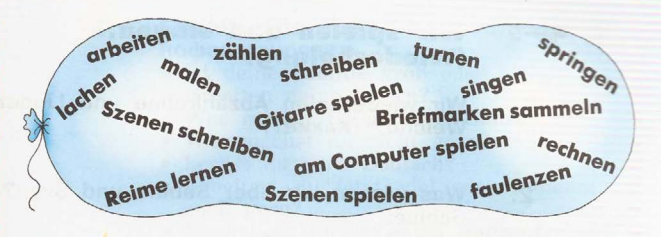 arbeiten
zählen
turnen
springen
lachen
malen
schreiben
singen
Szenen schreiben
Gitarre spielen
Briefmarken sammeln
Reime lernen
am Computer spielen
rechnen
Szenen spielen
faulenzen